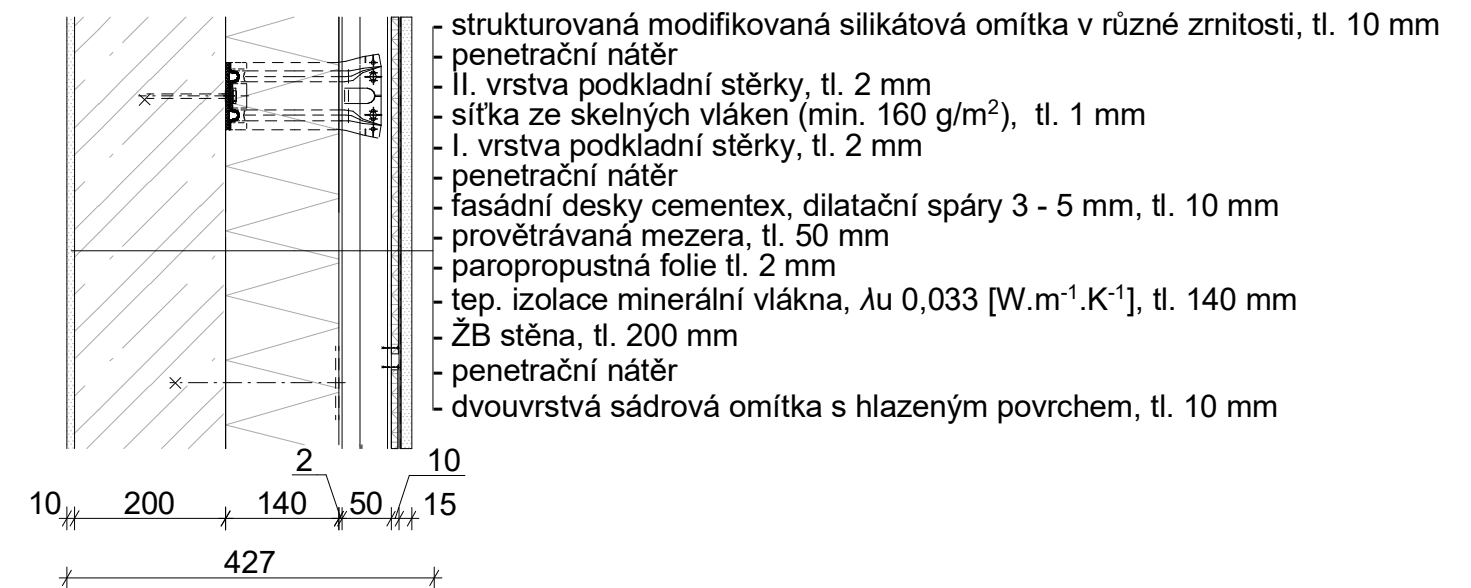 - strukturovaná modifikovaná silikátová omítka v různé zrnitosti, tl. 10 mm
- penetrační nátěr
- II. vrstva podkladní stěrky, tl. 2 mm
- síťka ze skelných vláken (min. 160 g/m²), tl. 1 mm
- I. vrstva podkladní stěrky, tl. 2 mm
- penetrační nátěr
- fasádní desky cementex, dilatační spáry 3 - 5 mm, tl. 10 mm
- provětrávaná mezera, tl. 50 mm
- paropropustná folie tl. 2 mm
- tep. izolace minerální vlákna, λu 0,033 [W.m⁻¹.K⁻¹], tl. 140 mm
- ŽB stěna, tl. 200 mm
- penetrační nátěr
- dvouvrstvá sádrová omítka s hlazeným povrchem, tl. 10 mm
2 10
10 200 140 50 15
427